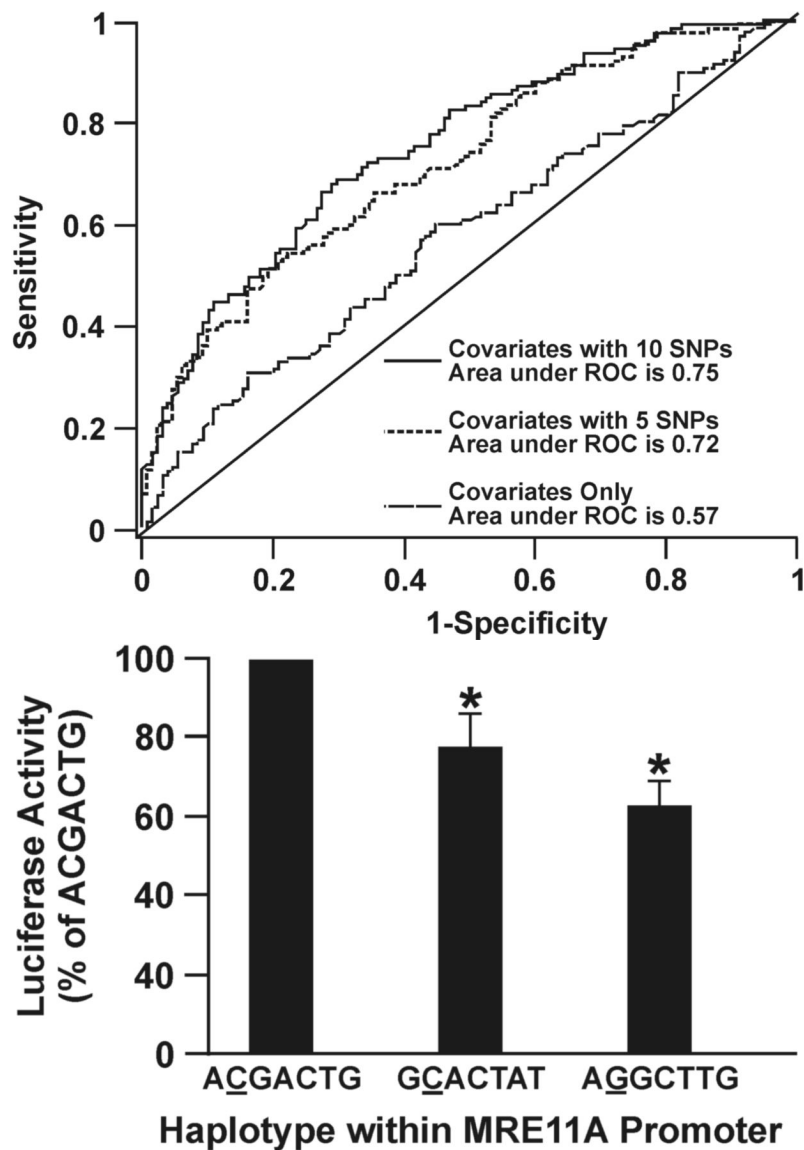 1
0.8
0.6
0.4
0.2
0
Sensitivity
Covariates with 10 SNPs
Area under ROC is 0.75
Covariates with 5 SNPs
Area under ROC is 0.72
Covariates Only
Area under ROC is 0.57
0 0.2 0.4 0.6 0.8 1
1-Specificity
Luciferase Activity
(% of ACGACTG)
100
80
60
40
40
0
*
*
ACGACTG GCACTAT AGGCTTG
Haplotype within MRE11A Promoter